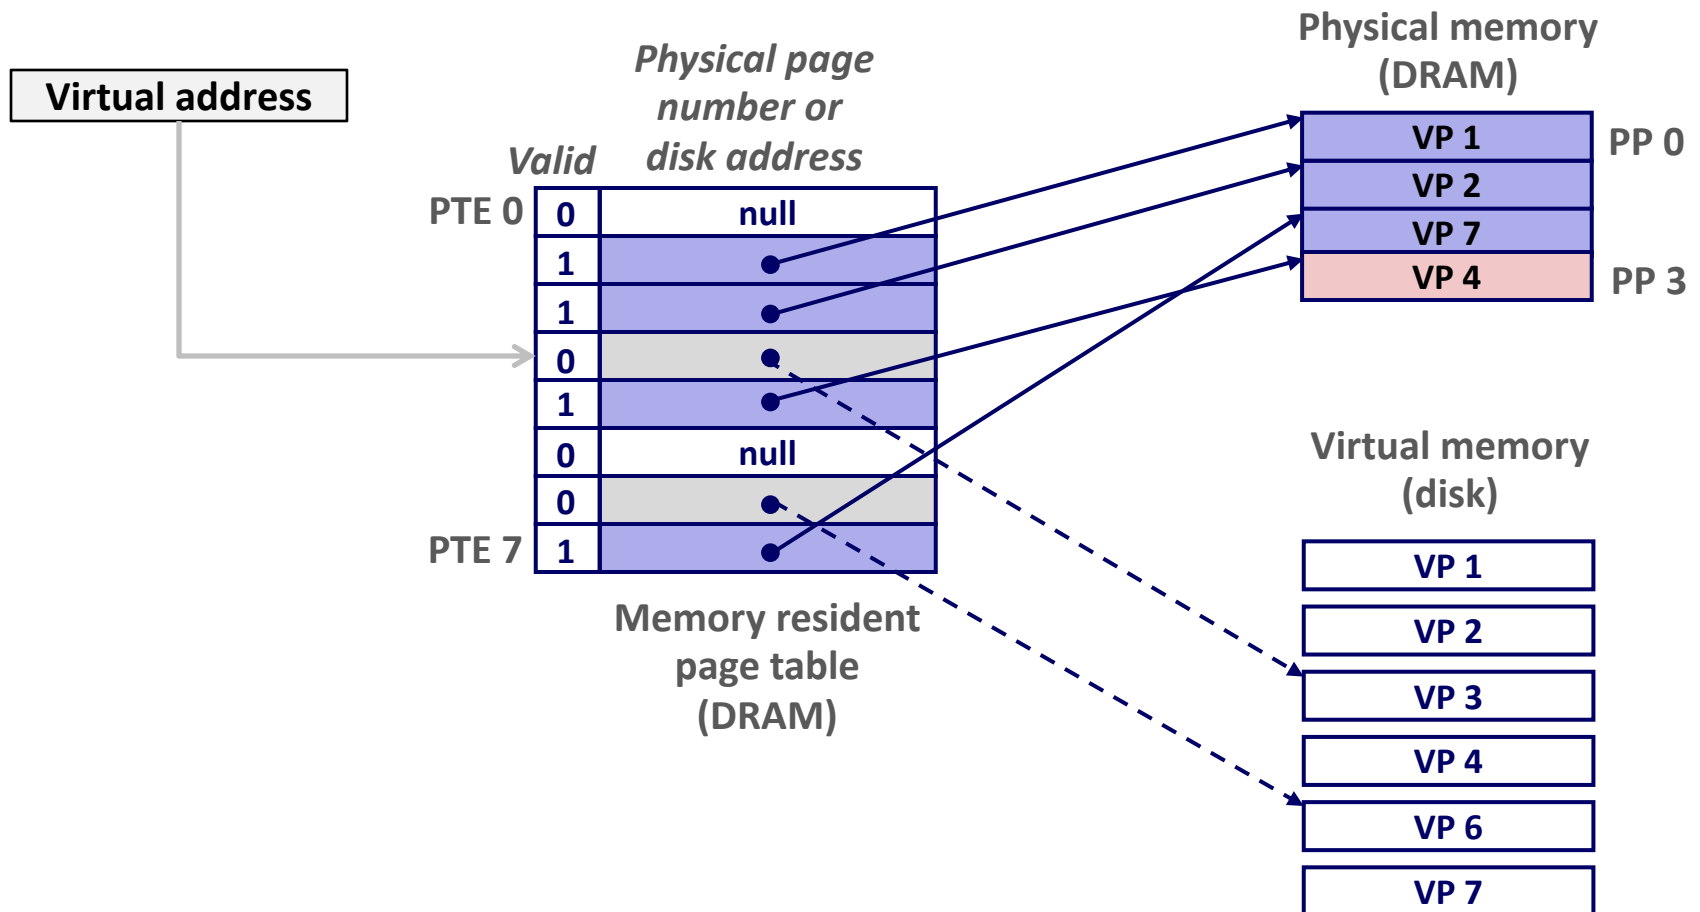 Virtual address
Physical page
number or
disk address
Valid
PTE 0
0
null
1
1
0
1
0
null
0
PTE 7
1
Memory resident
page table
(DRAM)
Physical memory
(DRAM)
VP 1
PP 0
VP 2
VP 7
VP 4
PP 3
Virtual memory
(disk)
VP 1
VP 2
VP 3
VP 4
VP 6
VP 7